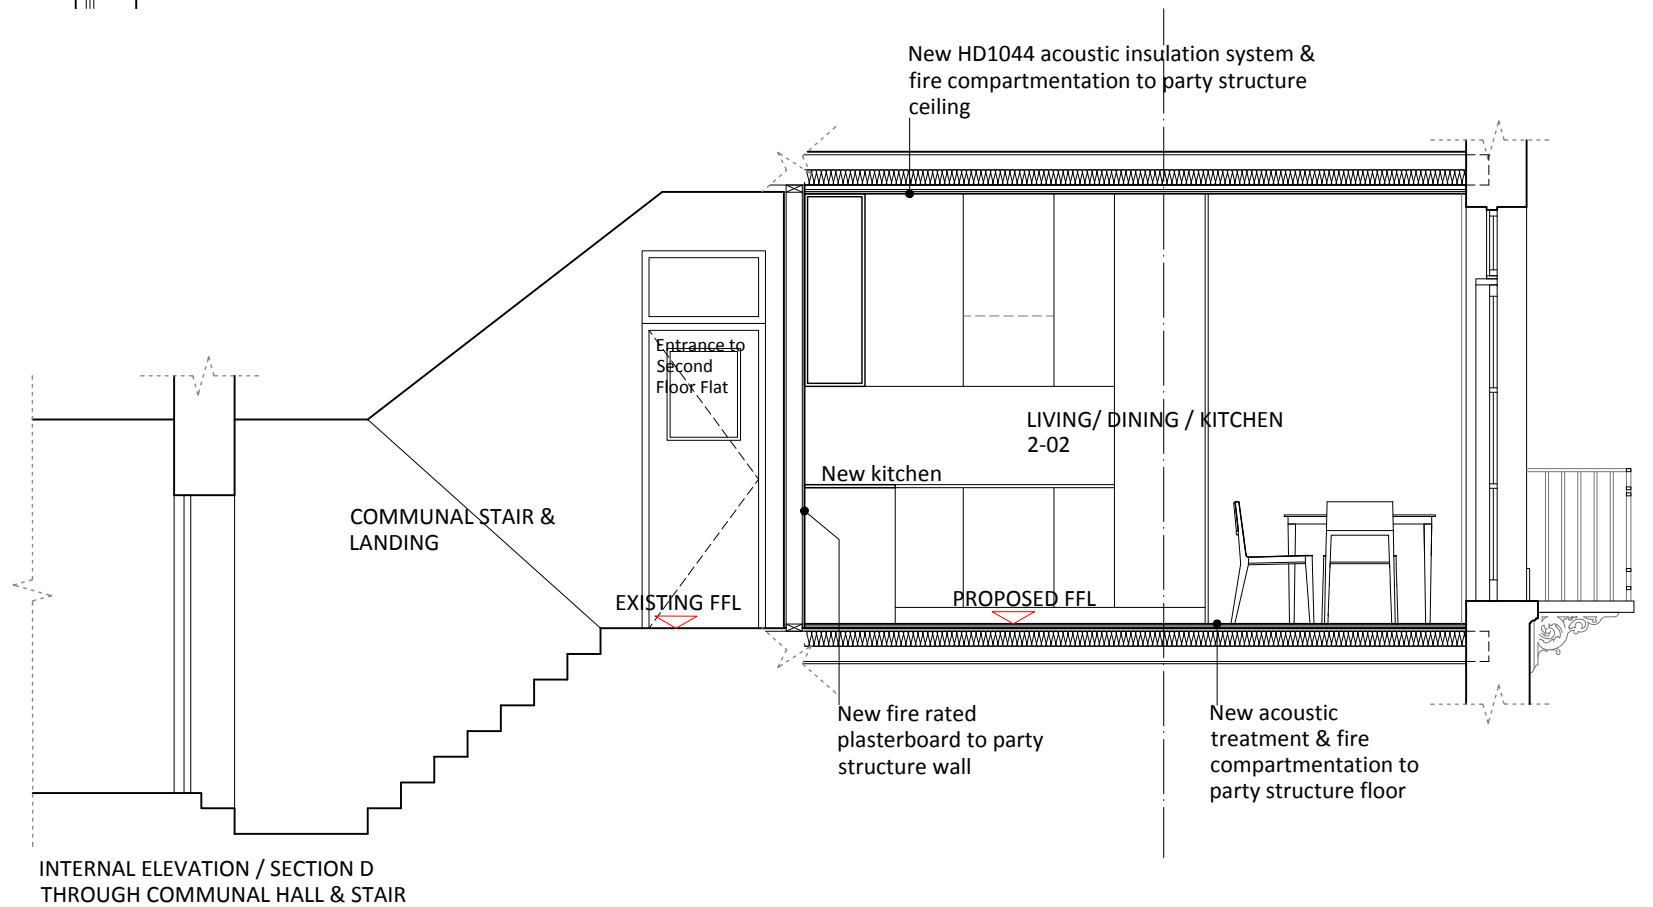 New HD1044 acoustic insulation system &
fire compartmentation to party structure
ceiling
Entrance to
Second
Floor Flat
LIVING/ DINING / KITCHEN
2-02
New kitchen
COMMUNAL STAIR &
LANDING
EXISTING FFL
PROPOSED FFL
New fire rated
plasterboard to party
structure wall
New acoustic
treatment & fire
compartmentation to
party structure floor
INTERNAL ELEVATION / SECTION D
THROUGH COMMUNAL HALL & STAIR